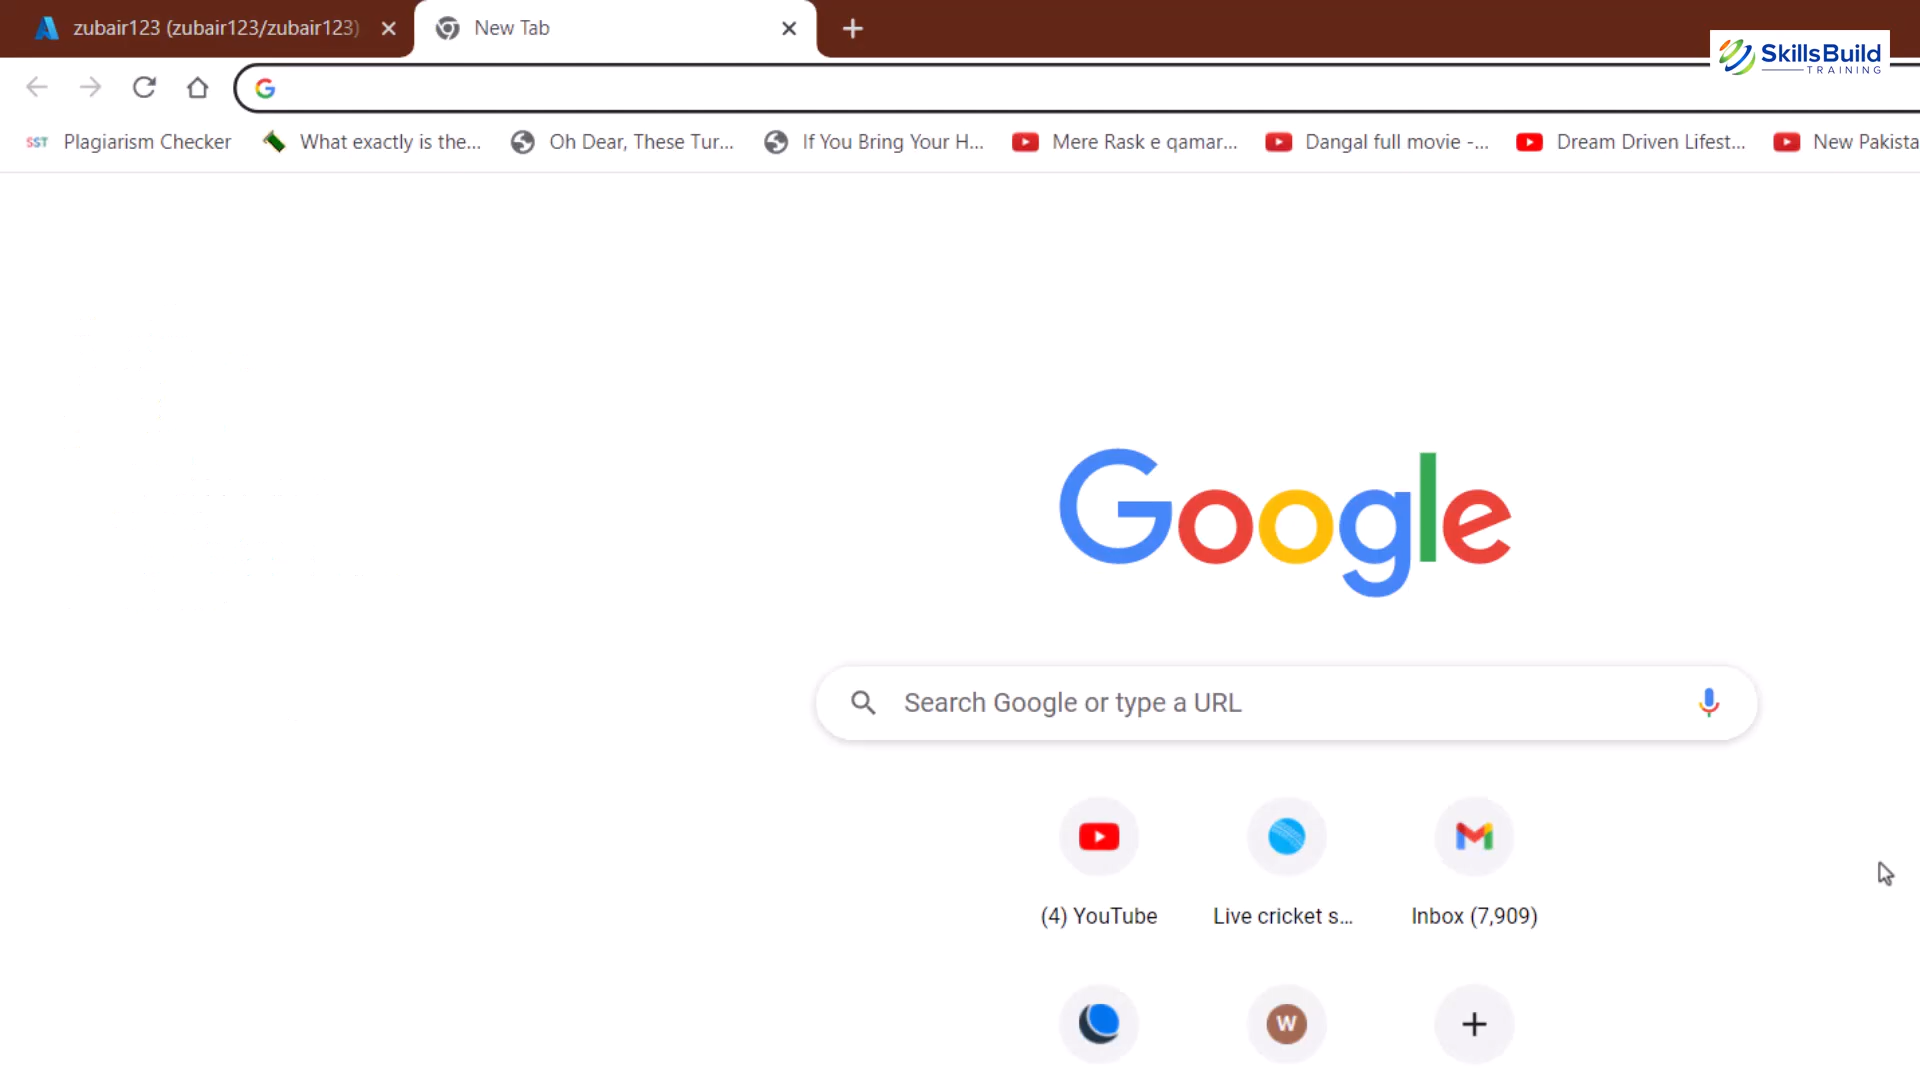 zubair123 (zubair123/zubair123)
New Tab
SkillsBuild
TRAINING
SST Plagiarism Checker
What exactly is the...
Oh Dear, These Tur...
If You Bring Your H...
Mere Rask e qamar...
Dangal full movie -...
Dream Driven Lifest...
New Pakista
Google
Search Google or type a URL
(4) YouTube
Live cricket s...
Inbox (7,909)
W